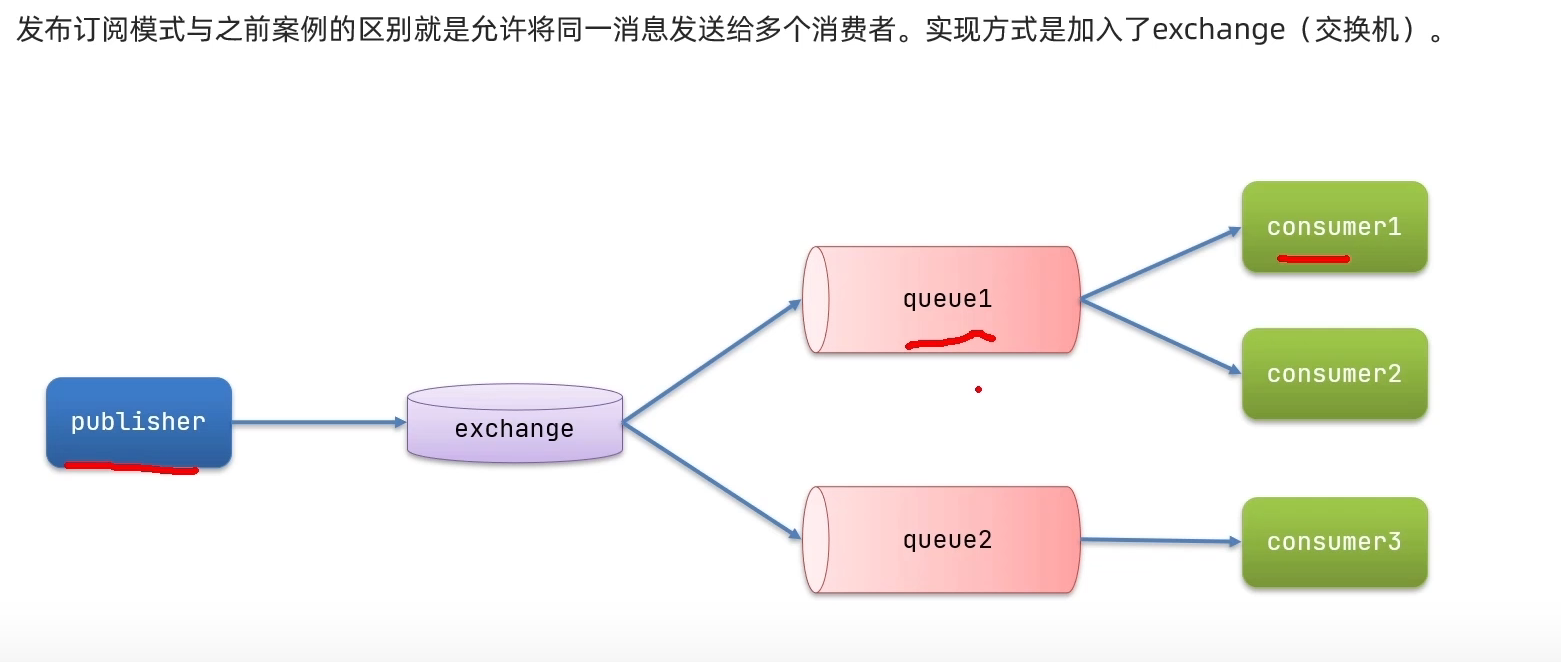 发布订阅模式与之前案例的区别就是允许将同一消息发送给多个消费者。实现方式是加入了exchange（交换机）。
consumer1
queue1
consumer2
publisher
exchange
queue2
consumer3